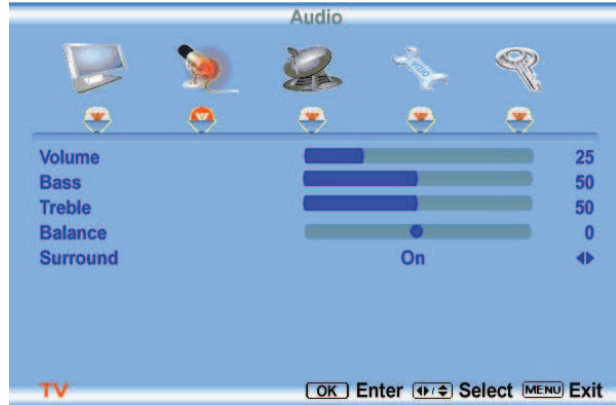 Audio
Volume 25
Bass 50
Treble 50
Balance 0
Surround On
TV OK Enter Select MENU Exit